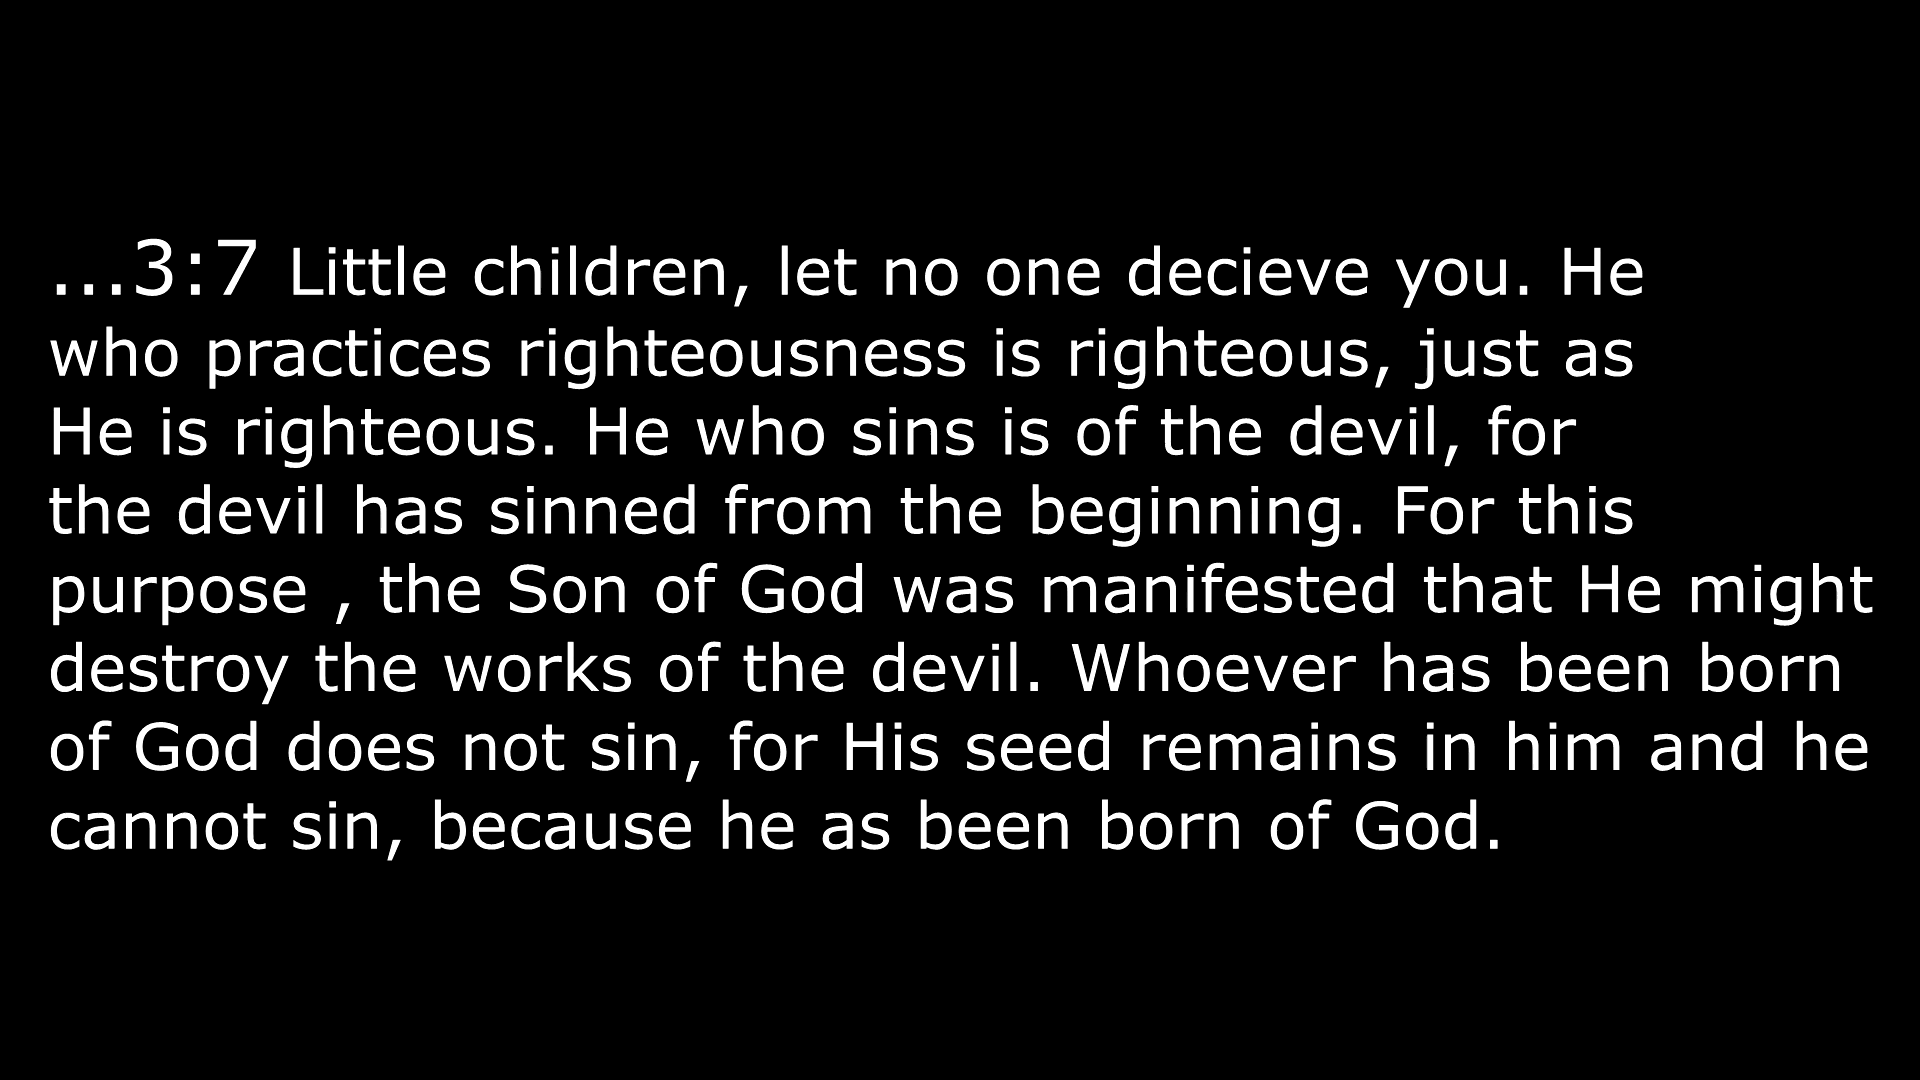 ...3:7 Little children, let no one decieve you. He
who practices righteousness is righteous, just as
He is righteous. He who sins is of the devil, for
the devil has sinned from the beginning. For this
purpose , the Son of God was manifested that He might
destroy the works of the devil. Whoever has been born
of God does not sin, for His seed remains in him and he
cannot sin, because he as been born of God.